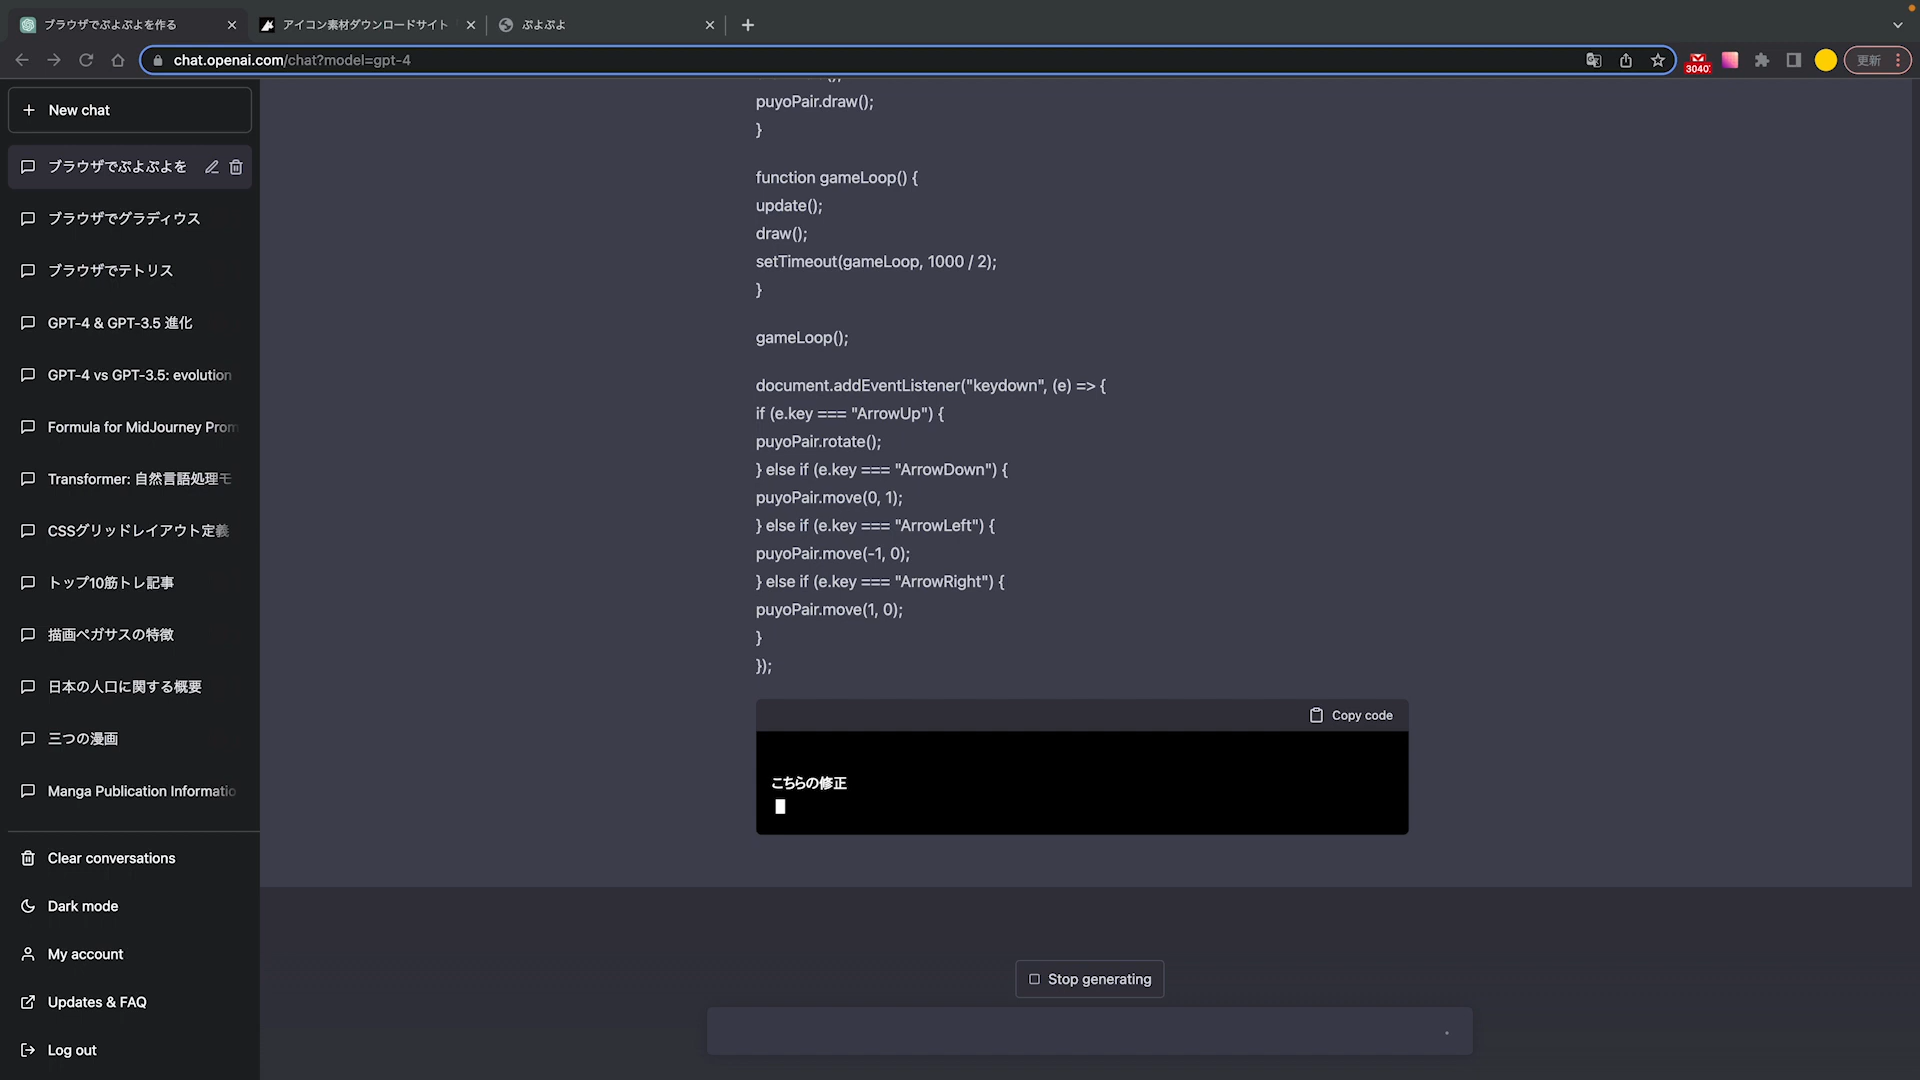 ブラウザでぷよぷよを作る
アイコン素材ダウンロードサイト
ぷよぷよ
chat.openai.com/chat?model=gpt-4
3040
更新
New chat
ブラウザでぷよぷよを
ブラウザでグラディウス
ブラウザでテトリス
GPT-4 & GPT-3.5 進化
GPT-4 vs GPT-3.5: evolution
Formula for MidJourney Prom
Transformer: 自然言語処理モ
CSSグリッドレイアウト定義
トップ10筋トレ記事
描画ペガサスの特徴
日本の人口に関する概要
三つの漫画
Manga Publication Informatio
Clear conversations
Dark mode
My account
Updates & FAQ
Log out
puyoPair.draw();
}
function gameLoop() {
update();
draw();
setTimeout(gameLoop, 1000 / 2);
}
gameLoop();
document.addEventListener("keydown", (e) => {
if (e.key === "ArrowUp") {
puyoPair.rotate();
} else if (e.key === "ArrowDown") {
puyoPair.move(0, 1);
} else if (e.key === "ArrowLeft") {
puyoPair.move(-1, 0);
} else if (e.key === "ArrowRight") {
puyoPair.move(1, 0);
}
});
Copy code
こちらの修正
Stop generating